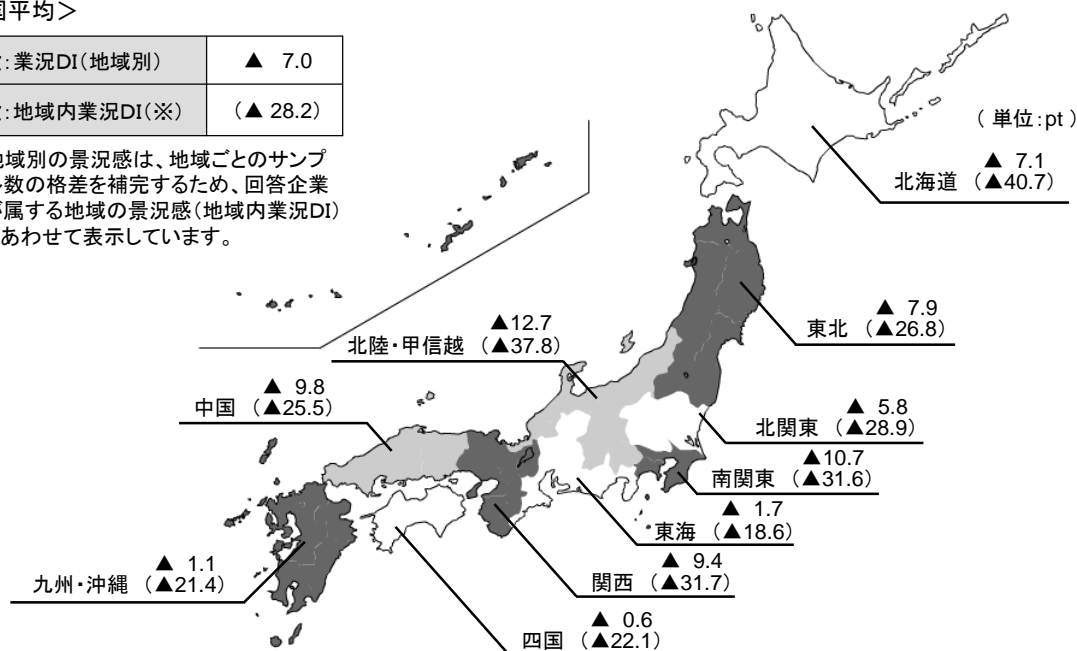 国平均＞
：業況DI（地域別） ▲ 7.0
：地域内業況DI（※） （▲ 28.2）
地域別の景況感は、地域ごとのサンプ
数の格差を補完するため、回答企業
属する地域の景況感（地域内業況DI）
あわせて表示しています。
（ 単位：pt ）
▲ 7.1
北海道 （▲40.7）
▲ 7.9
東北 （▲26.8）
▲12.7
北陸・甲信越 （▲37.8）
▲ 9.8
中国 （▲25.5）
▲ 5.8
北関東 （▲28.9）
▲10.7
南関東 （▲31.6）
▲ 1.7
東海 （▲18.6）
▲ 9.4
関西 （▲31.7）
▲ 1.1
九州・沖縄 （▲21.4）
▲ 0.6
四国 （▲22.1）